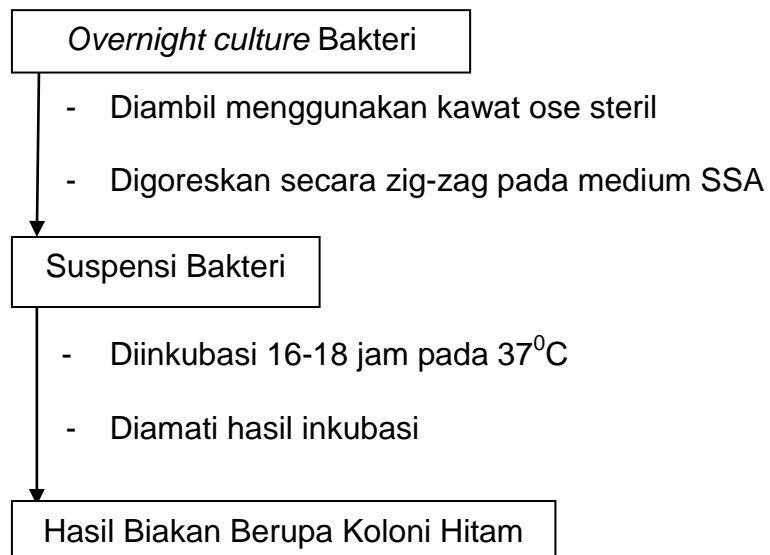 Overnight culture Bakteri
- Diambil menggunakan kawat ose steril
- Digoreskan secara zig-zag pada medium SSA
Suspensi Bakteri
- Diinkubasi 16-18 jam pada 37⁰C
- Diamati hasil inkubasi
Hasil Biakan Berupa Koloni Hitam